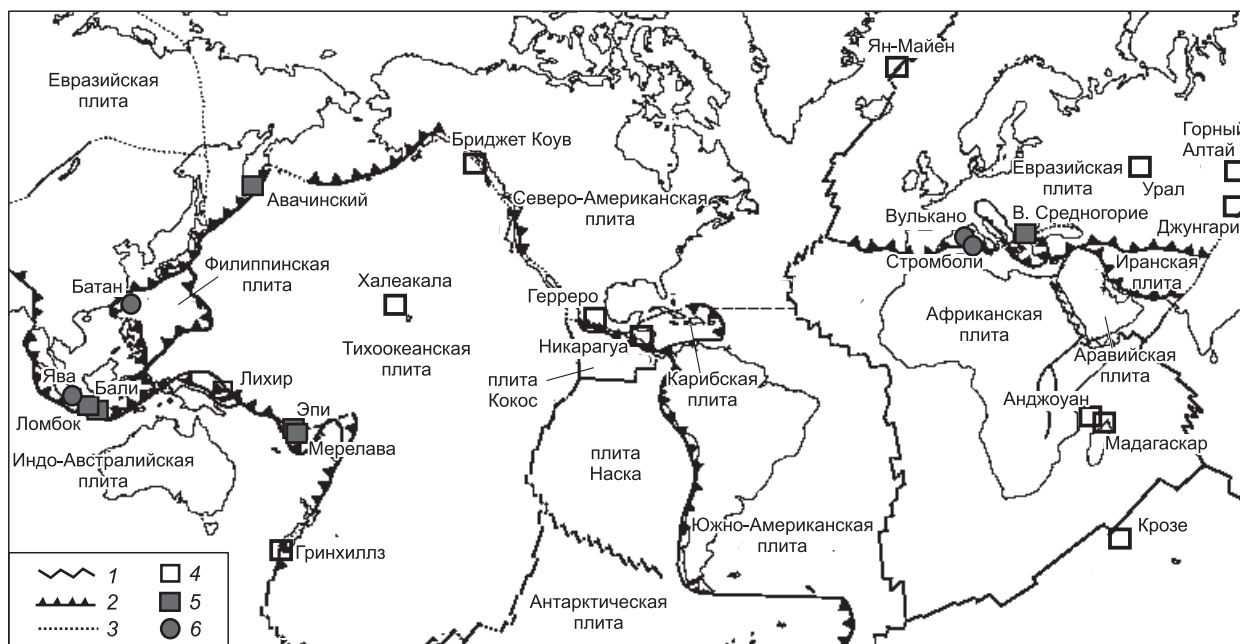 Ян-Майен
Евразийская
плита
Бриджет Коув
Горный
Алтай
Евразийская
плита
Урал
Авачинский
Северо-Американская
плита
Вулькано
В. Средногорие
Джунгари
Стромболи
Филиппинская
плита
Иранская
плита
Батан
Халеакала
Герреро
Африканская
плита
Тихоокеанская
плита
Никарагуа
Аравийская
плита
плита
Кокос
Карибская
плита
Ява
Бали
Лихир
Анджоуан
Ломбок
Эпи
Мерелава
Мадагаскар
Индо-Австралийская
плита
плита
Наска
Южно-Американская
плита
Крозе
Гринхиллз
Антарктическая
плита
1 4
2 5
3 6